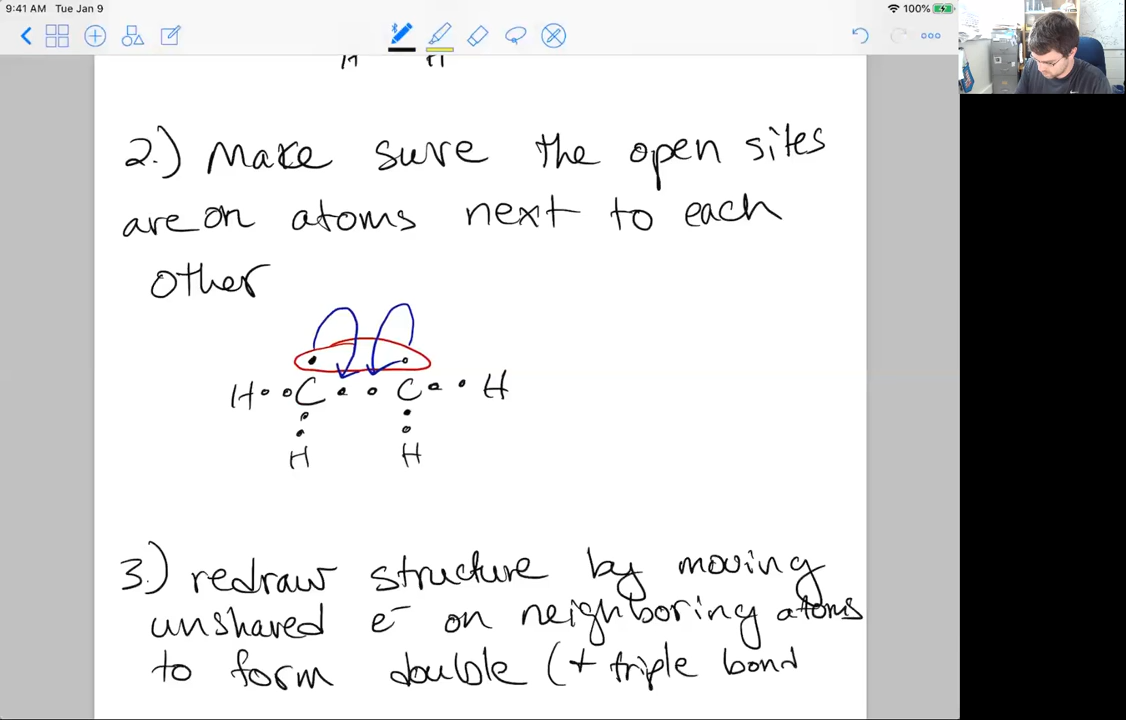 9:41 AM Tue Jan 9
100%
H H
2.) Make sure the open sites
are on atoms next to each
other
H C C H
H H
3.) redraw structure by moving
unshared e⁻ on neighboring atoms
to form double (+ triple bond